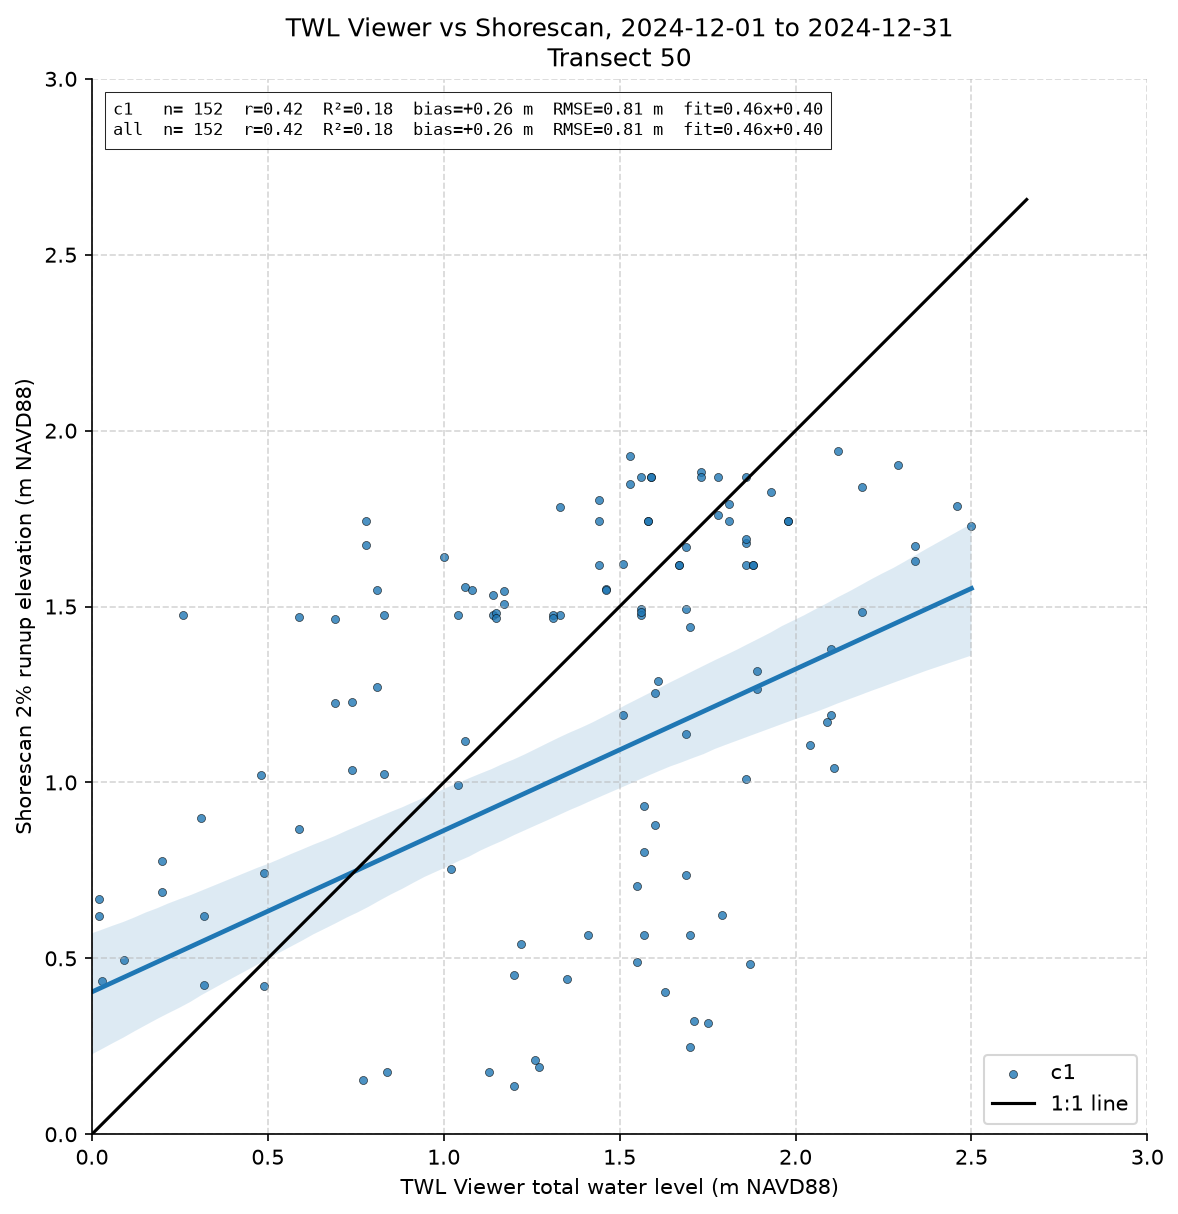 TWL Viewer vs Shorescan, 2024-12-01 to 2024-12-31
Transect 50
c1 n= 152 r=0.42 R²=0.18 bias=+0.26 m RMSE=0.81 m fit=0.46x+0.40
all n= 152 r=0.42 R²=0.18 bias=+0.26 m RMSE=0.81 m fit=0.46x+0.40
Shorescan 2% runup elevation (m NAVD88)
3.0
2.5
2.0
1.5
1.0
0.5
0.0
c1
1:1 line
0.0 0.5 1.0 1.5 2.0 2.5 3.0
TWL Viewer total water level (m NAVD88)